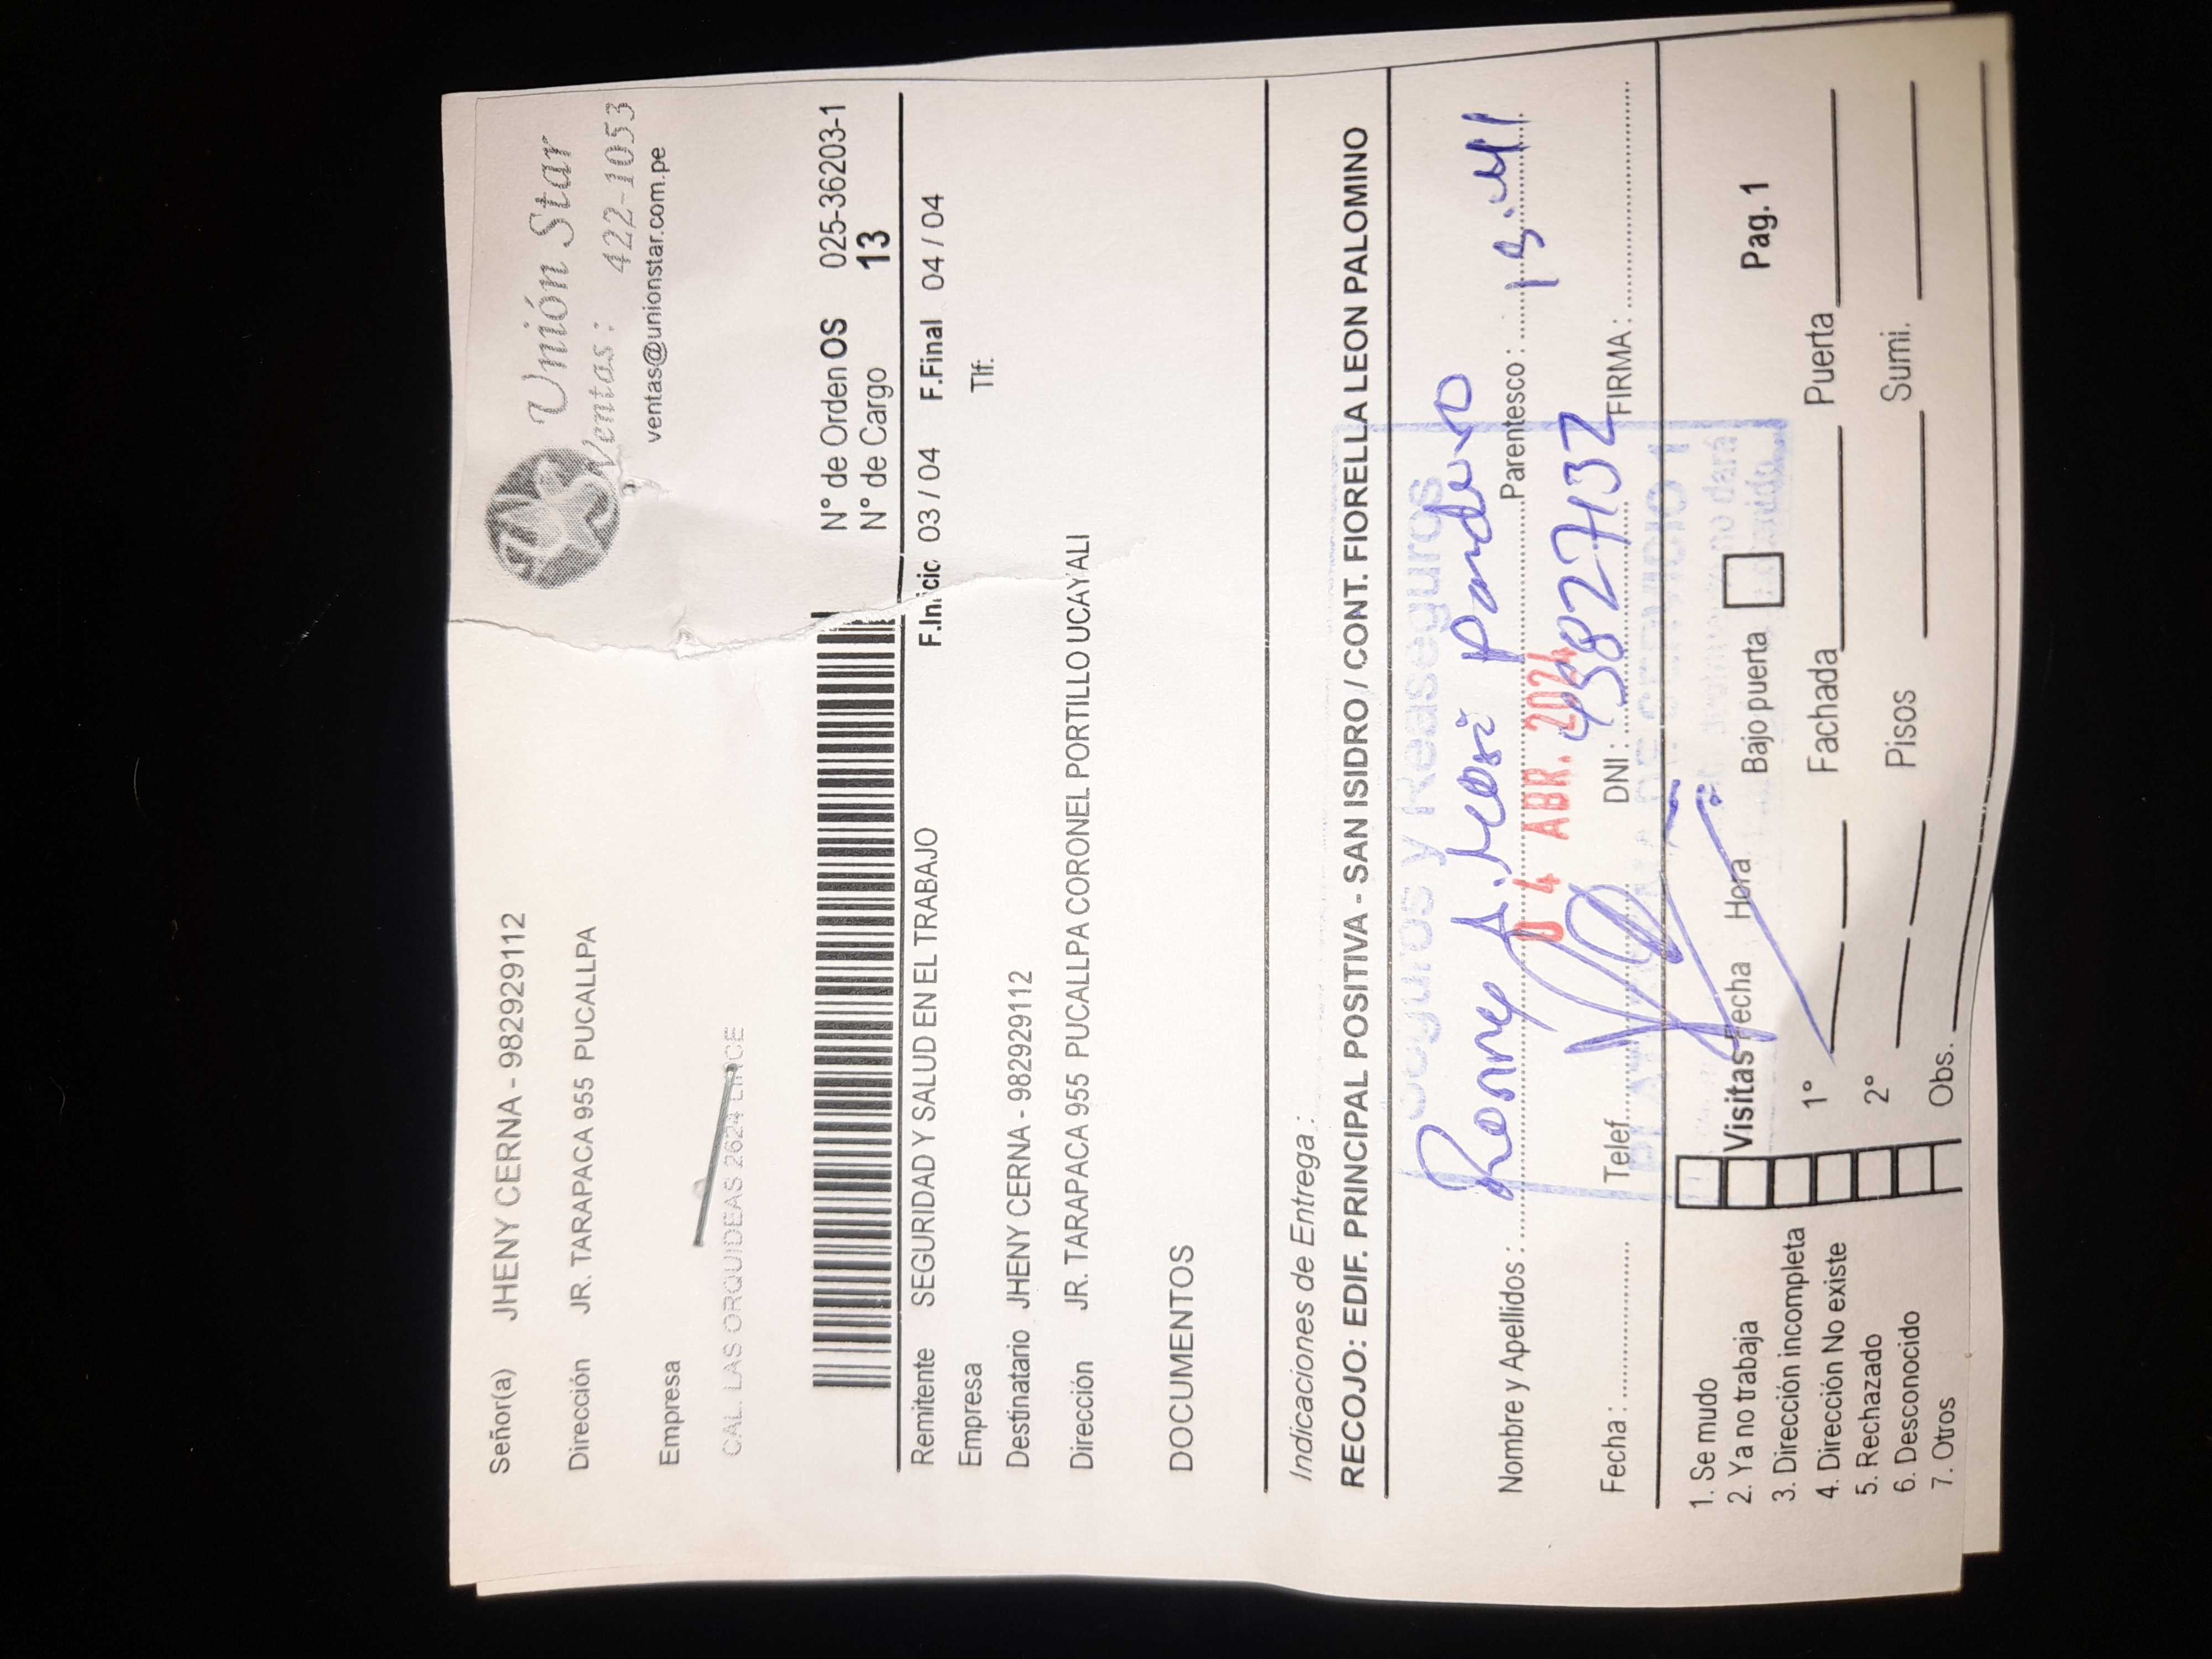 Unión Star
Ventas: 422-1053
ventas@unionstar.com.pe
Señor(a) JHENY CERNA - 982929112
Dirección JR. TARAPACA 955 PUCALLPA
Empresa
CAL. LAS ORQUIDEAS 2624 LINCE
N° de Orden OS 025-36203-1
N° de Cargo 13
Remitente SEGURIDAD Y SALUD EN EL TRABAJO F.Inicic 03 / 04 F.Final 04 / 04
Empresa Tlf:
Destinatario JHENY CERNA - 982929112
Dirección JR. TARAPACA 955 PUCALLPA CORONEL PORTILLO UCAYALI
DOCUMENTOS
Indicaciones de Entrega :
RECOJO: EDIF. PRINCIPAL POSITIVA - SAN ISIDRO / CONT. FIORELLA LEON PALOMINO
Seguros y Reaseguros
Nombre y Apellidos : Parentesco :
04 ABR. 2024
Fecha : Telef. DNI : FIRMA :
1. Se mudo
2. Ya no trabaja Visitas Fecha Hora Bajo puerta Pag. 1
3. Dirección incompleta
4. Dirección No existe 1° Fachada Puerta
5. Rechazado
6. Desconocido 2° Pisos Sumi.
7. Otros Obs.